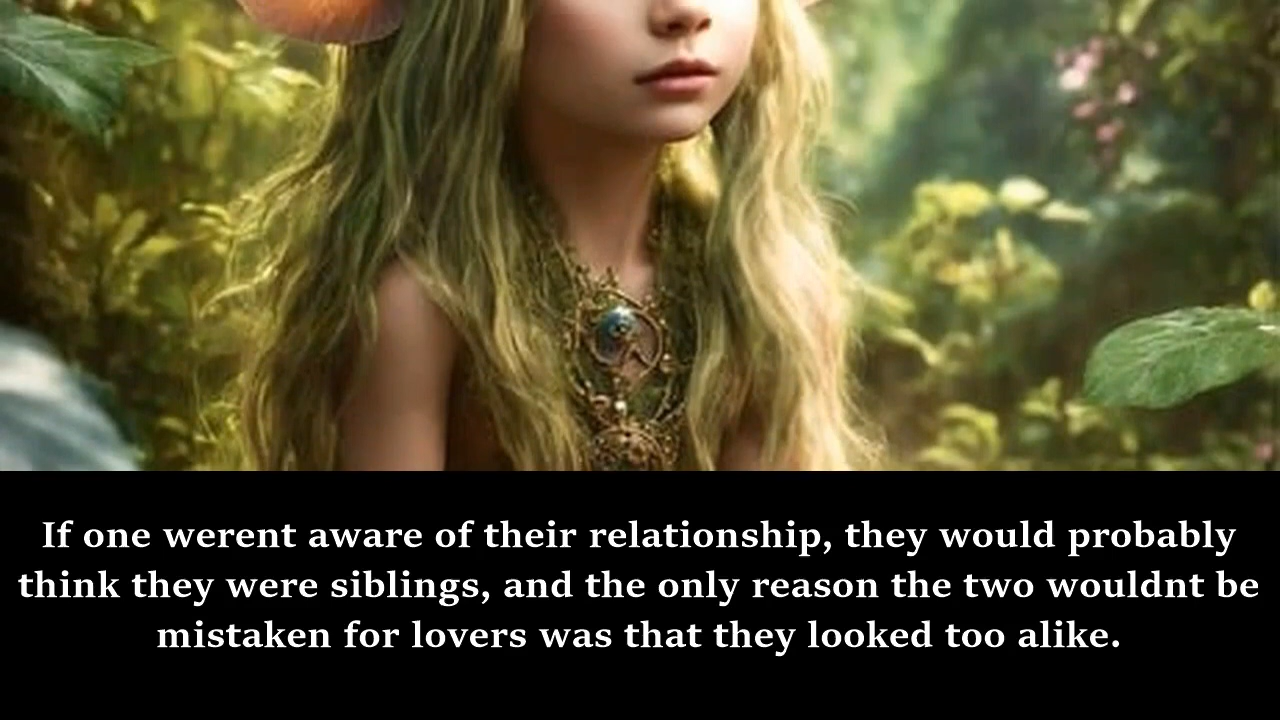 If one werent aware of their relationship, they would probably
think they were siblings, and the only reason the two wouldnt be
mistaken for lovers was that they looked too alike.